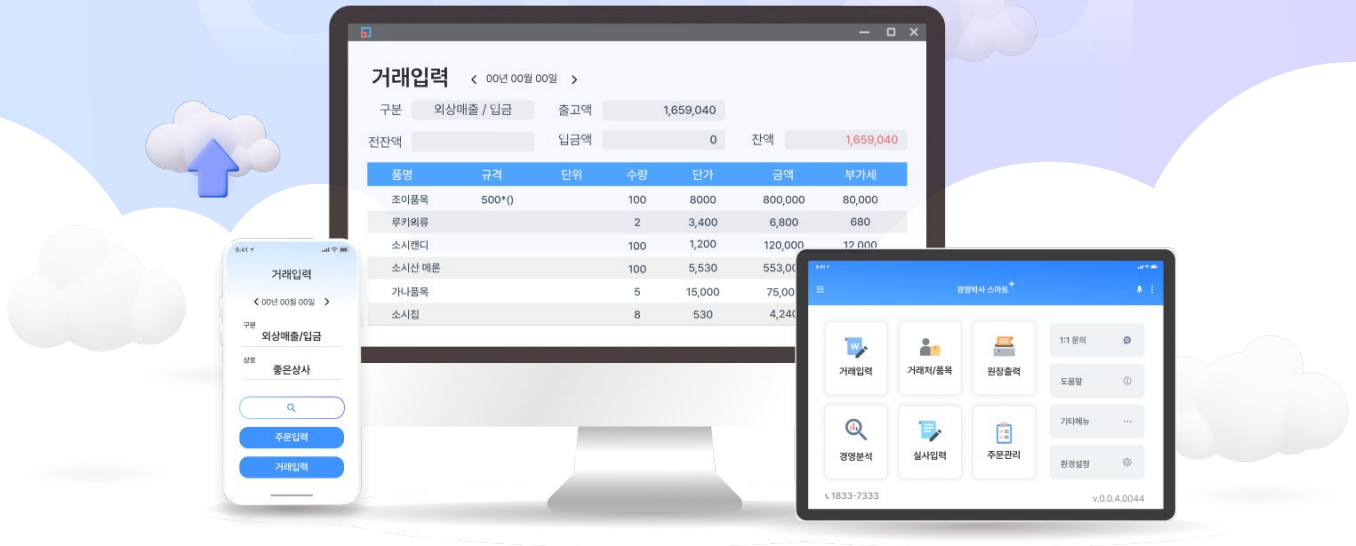 거래입력 00년 00월 00일
구분 외상매출 / 입금 출고액 1,659,040
전잔액 입금액 0 잔액 1,659,040
품명 규격 단위 수량 단가 금액 부가세
조이품목 500*() 100 8000 800,000 80,000
루키외류 2 3,400 6,800 680
소시캔디 100 1,200 120,000 12,000
소시산 메론 100 5,530 553,00
가나품목 5 15,000 75,00
소시칩 8 530 4,240
9:41
거래입력
00년 00월 00일
구분
외상매출/입금
상호
좋은상사
주문입력
거래입력
9:41
경영박사 스마트+
거래입력 거래처/품목 원장출력
경영분석 실사입력 주문관리
1:1 문의
도움말
기타메뉴
환경설정
1833-7333
v.0.0.4.0044